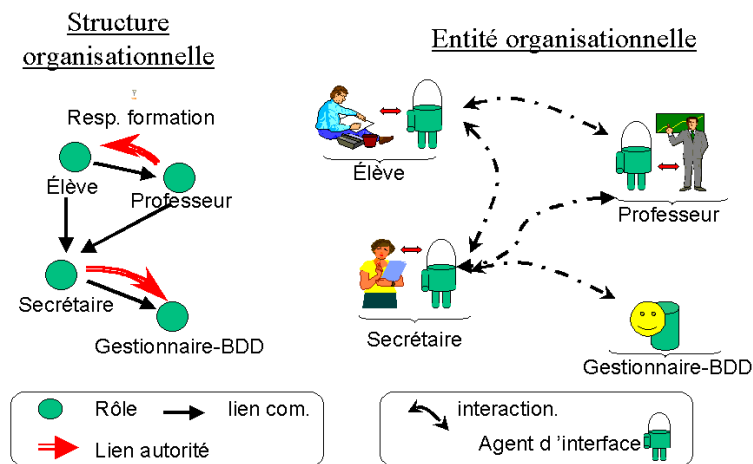 Structure
organisationnelle
Resp. formation
Élève
Professeur
Secrétaire
Gestionnaire-BDD
Rôle
lien com.
Lien autorité
Entité organisationnelle
Élève
Professeur
Secrétaire
Gestionnaire-BDD
interaction.
Agent d 'interface